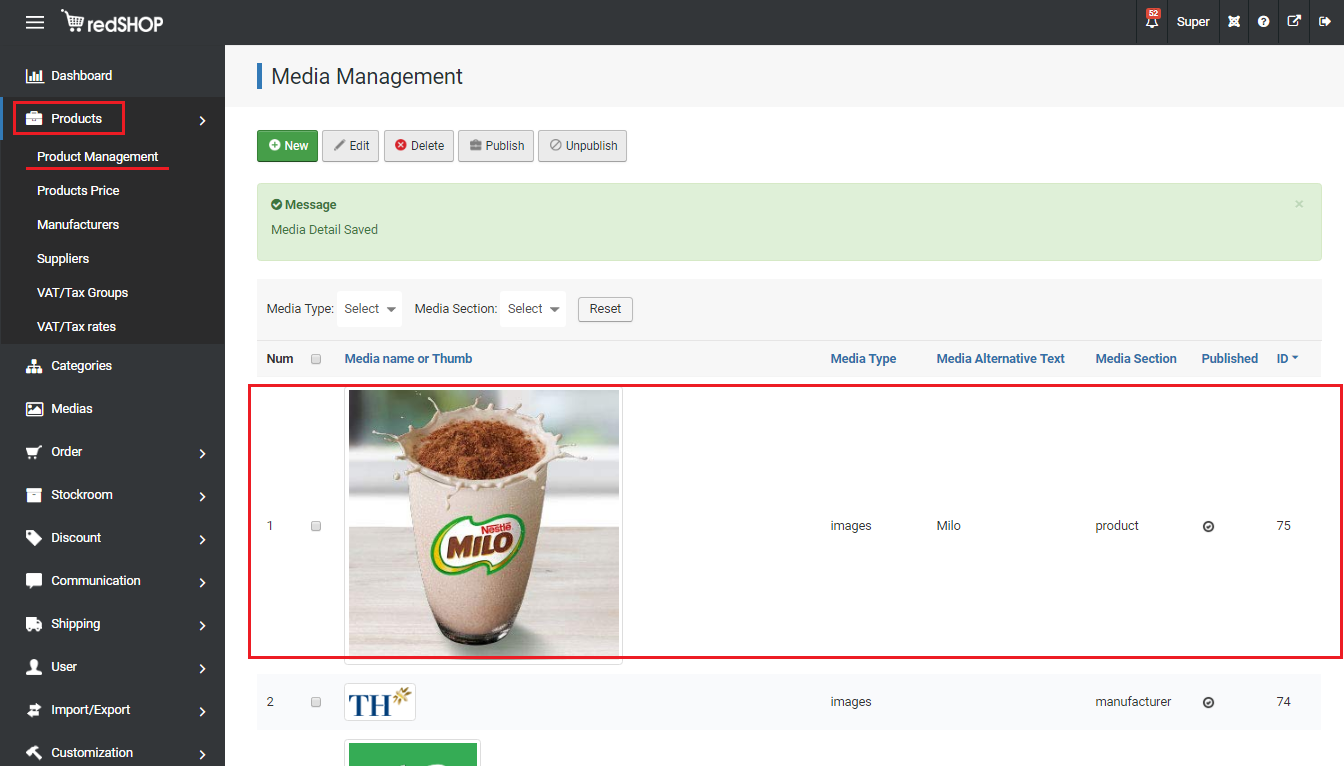 redSHOP
52
Super
Dashboard
Products
Product Management
Products Price
Manufacturers
Suppliers
VAT/Tax Groups
VAT/Tax rates
Categories
Medias
Order
Stockroom
Discount
Communication
Shipping
User
Import/Export
Customization
Media Management
New Edit Delete Publish Unpublish
Message
Media Detail Saved
Media Type: Select Media Section: Select Reset
Num Media name or Thumb Media Type Media Alternative Text Media Section Published ID
Nestlé
MILO
1 images Milo product 75
2 TH images manufacturer 74